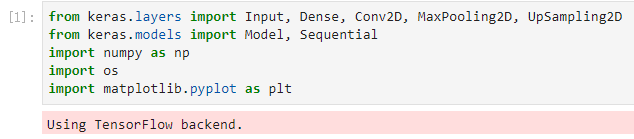 [1]: from keras.layers import Input, Dense, Conv2D, MaxPooling2D, UpSampling2D
from keras.models import Model, Sequential
import numpy as np
import os
import matplotlib.pyplot as plt
Using TensorFlow backend.